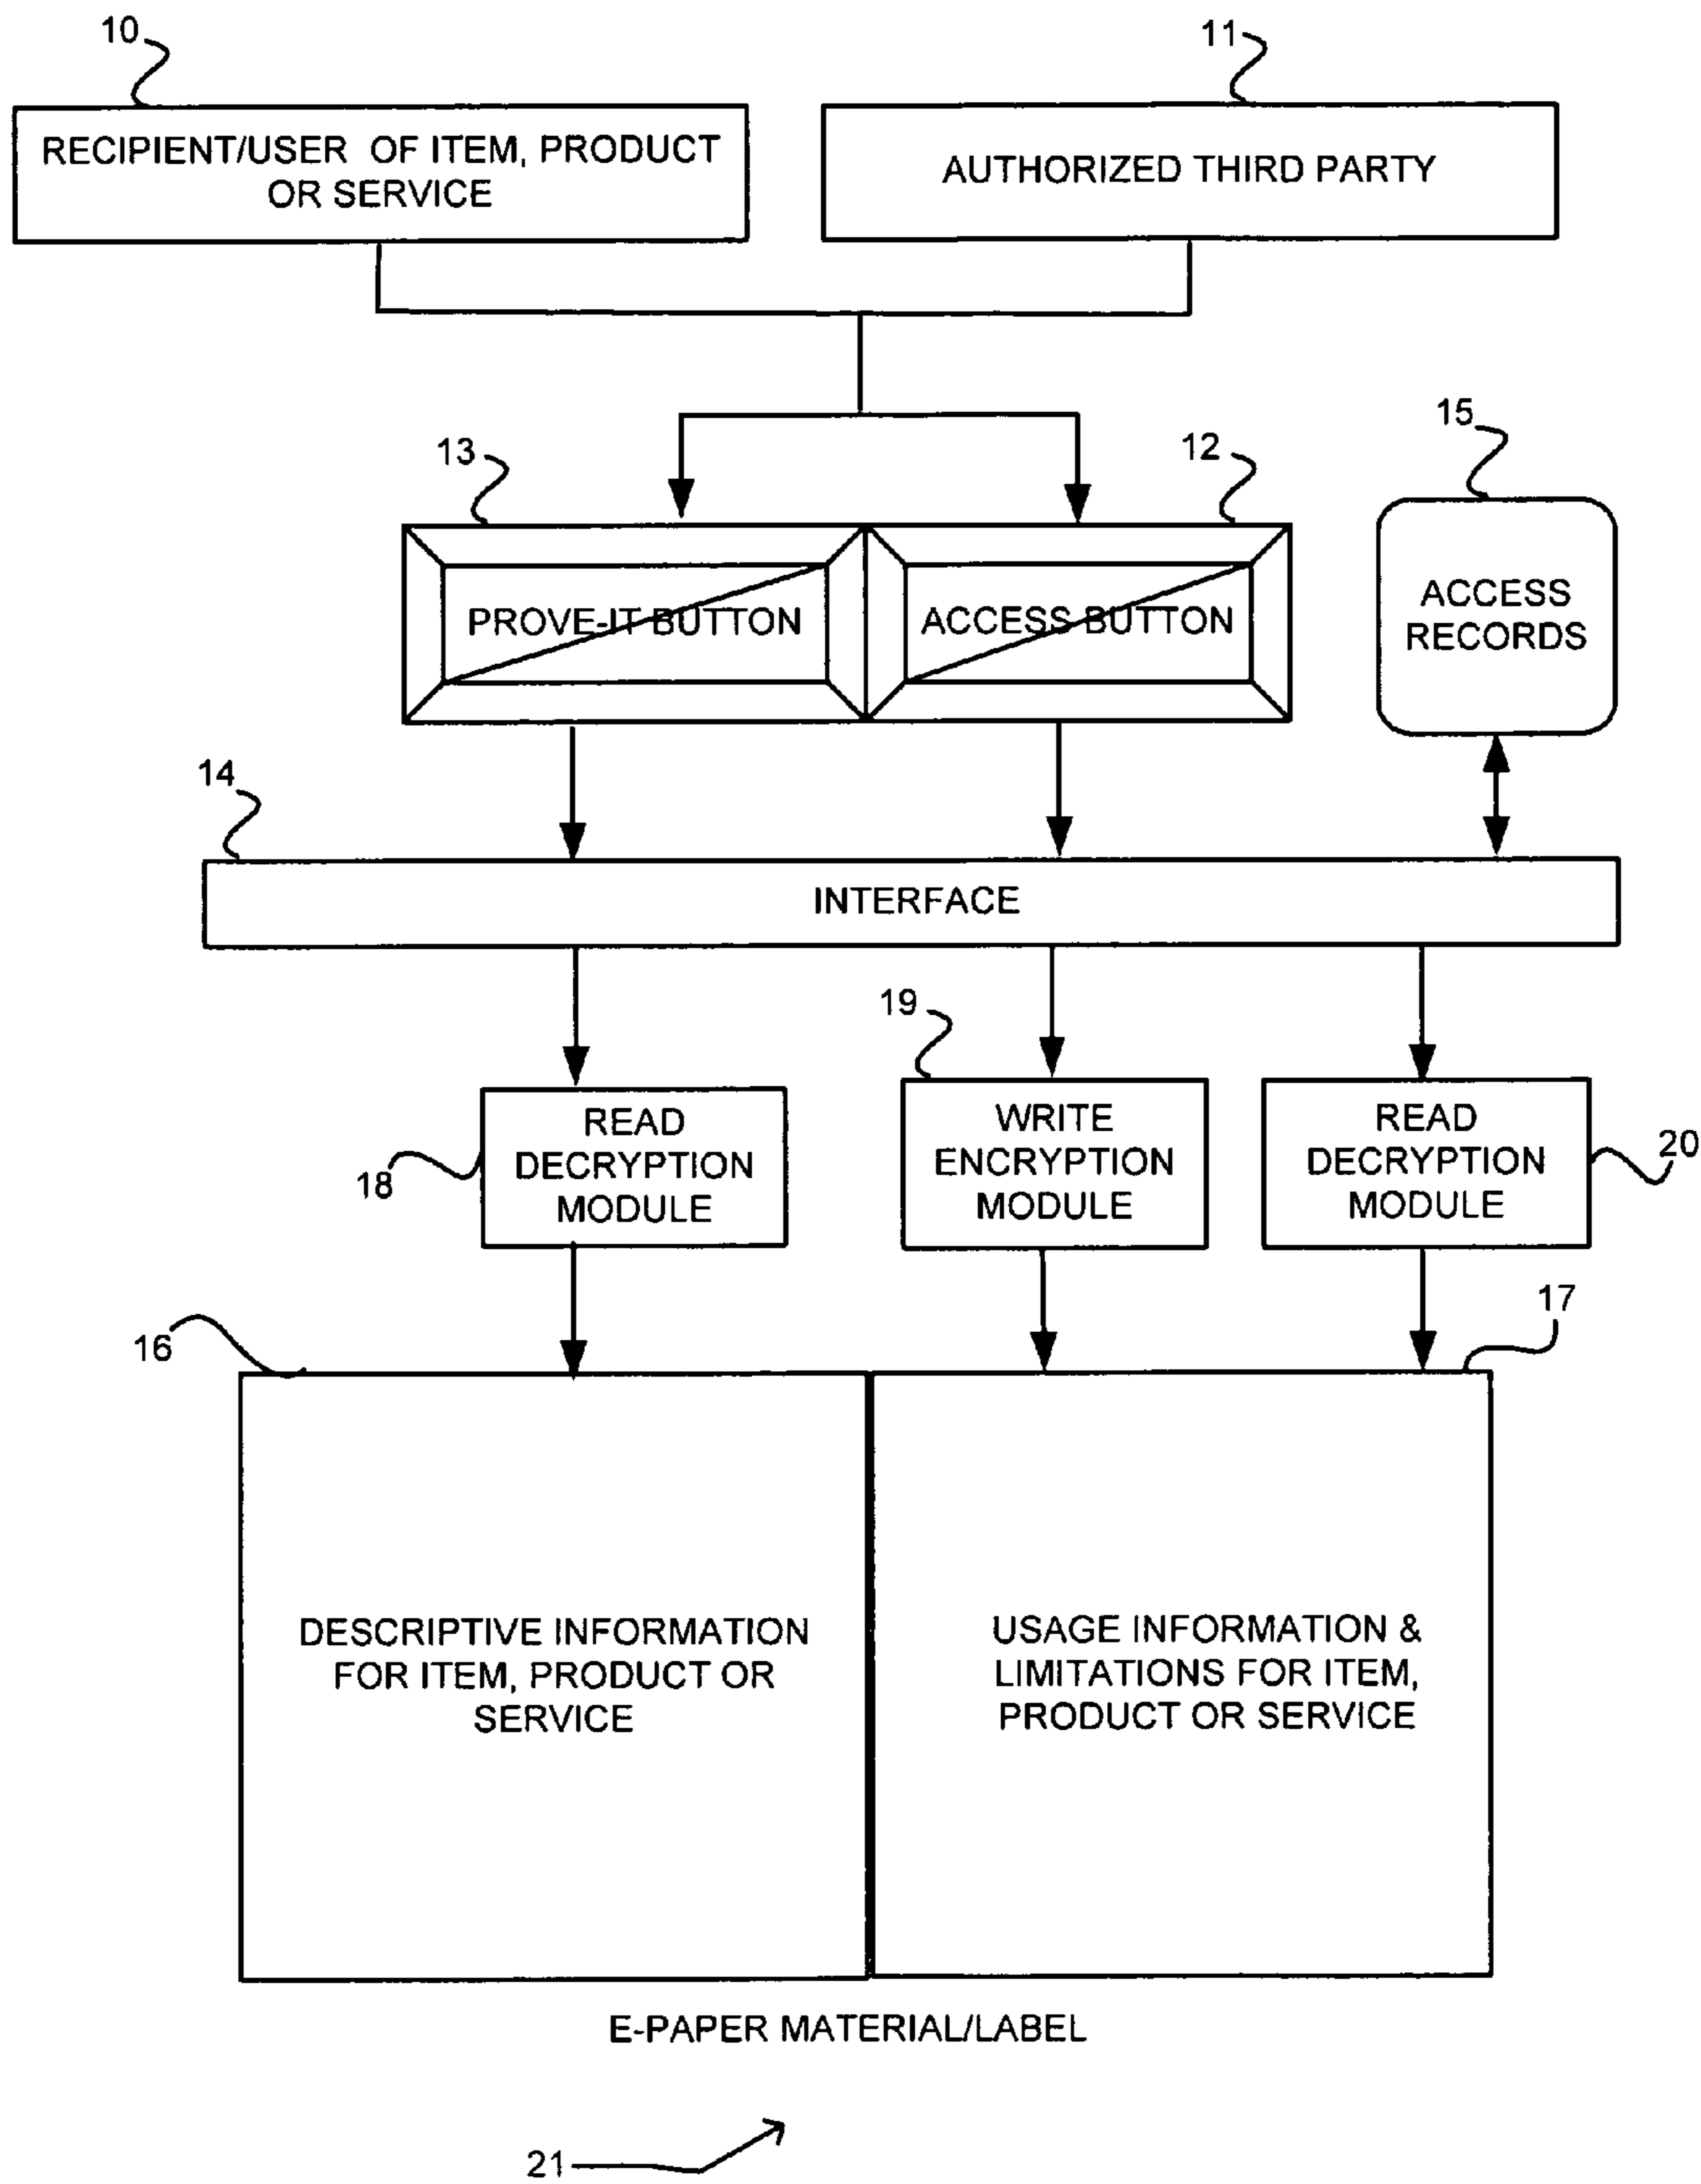 10
11
RECIPIENT/USER OF ITEM, PRODUCT
OR SERVICE
AUTHORIZED THIRD PARTY
13
12
15
PROVE-IT BUTTON
ACCESS BUTTON
ACCESS
RECORDS
14
INTERFACE
19
READ
DECRYPTION
MODULE
18
WRITE
ENCRYPTION
MODULE
READ
DECRYPTION
MODULE
20
16
17
DESCRIPTIVE INFORMATION
FOR ITEM, PRODUCT OR
SERVICE
USAGE INFORMATION &
LIMITATIONS FOR ITEM,
PRODUCT OR SERVICE
E-PAPER MATERIAL/LABEL
21